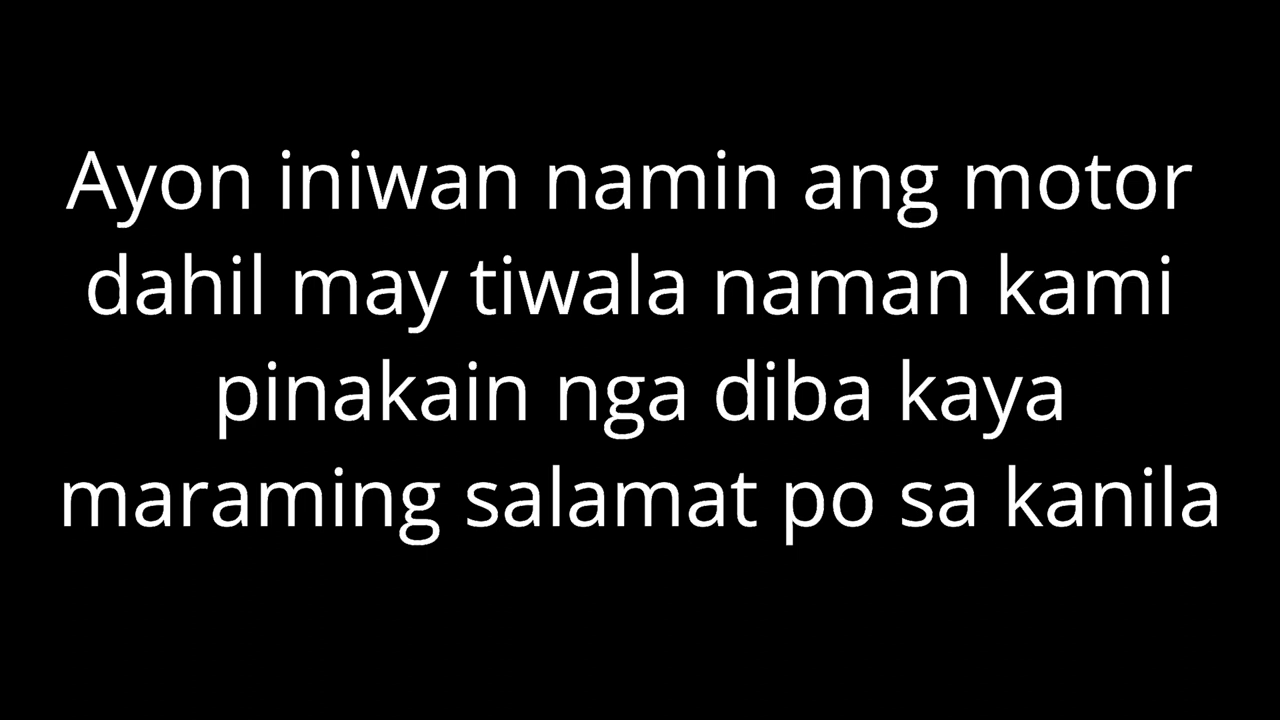 Ayon iniwan namin ang motor
dahil may tiwala naman kami
pinakain nga diba kaya
maraming salamat po sa kanila